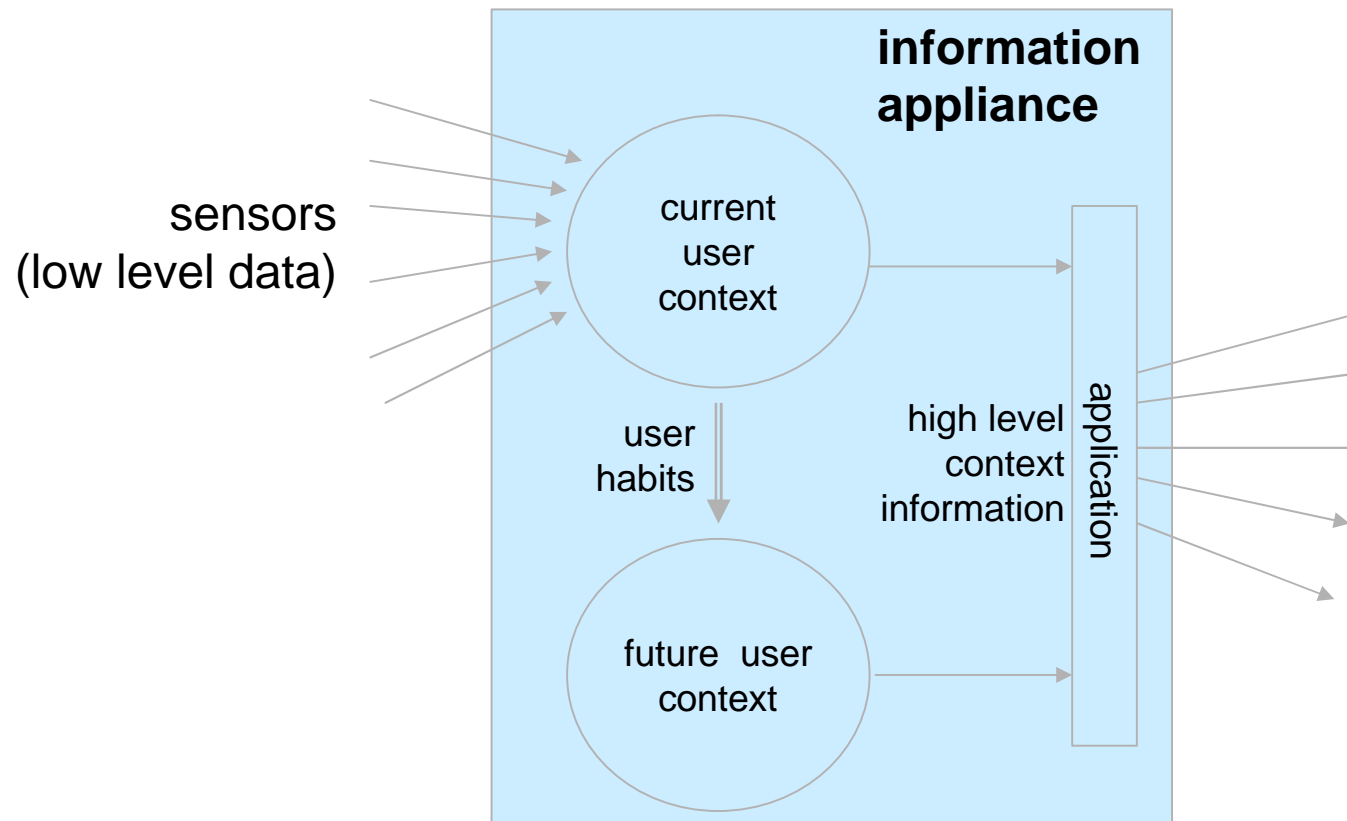 information
appliance
sensors
(low level data)
current
user
context
user
habits
high level
context
information
application
future user
context